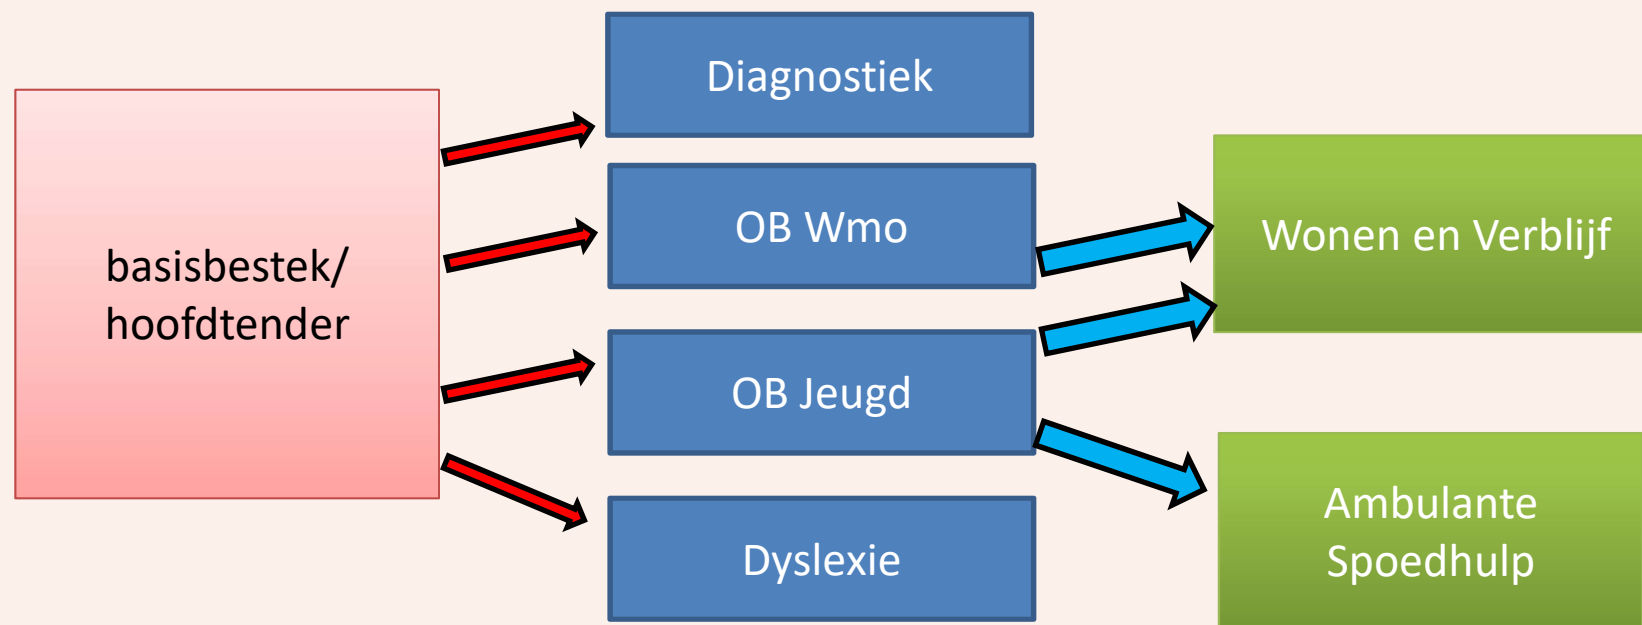 basisbestek/
hoofdtender
Diagnostiek
OB Wmo
OB Jeugd
Dyslexie
Wonen en Verblijf
Ambulante
Spoedhulp